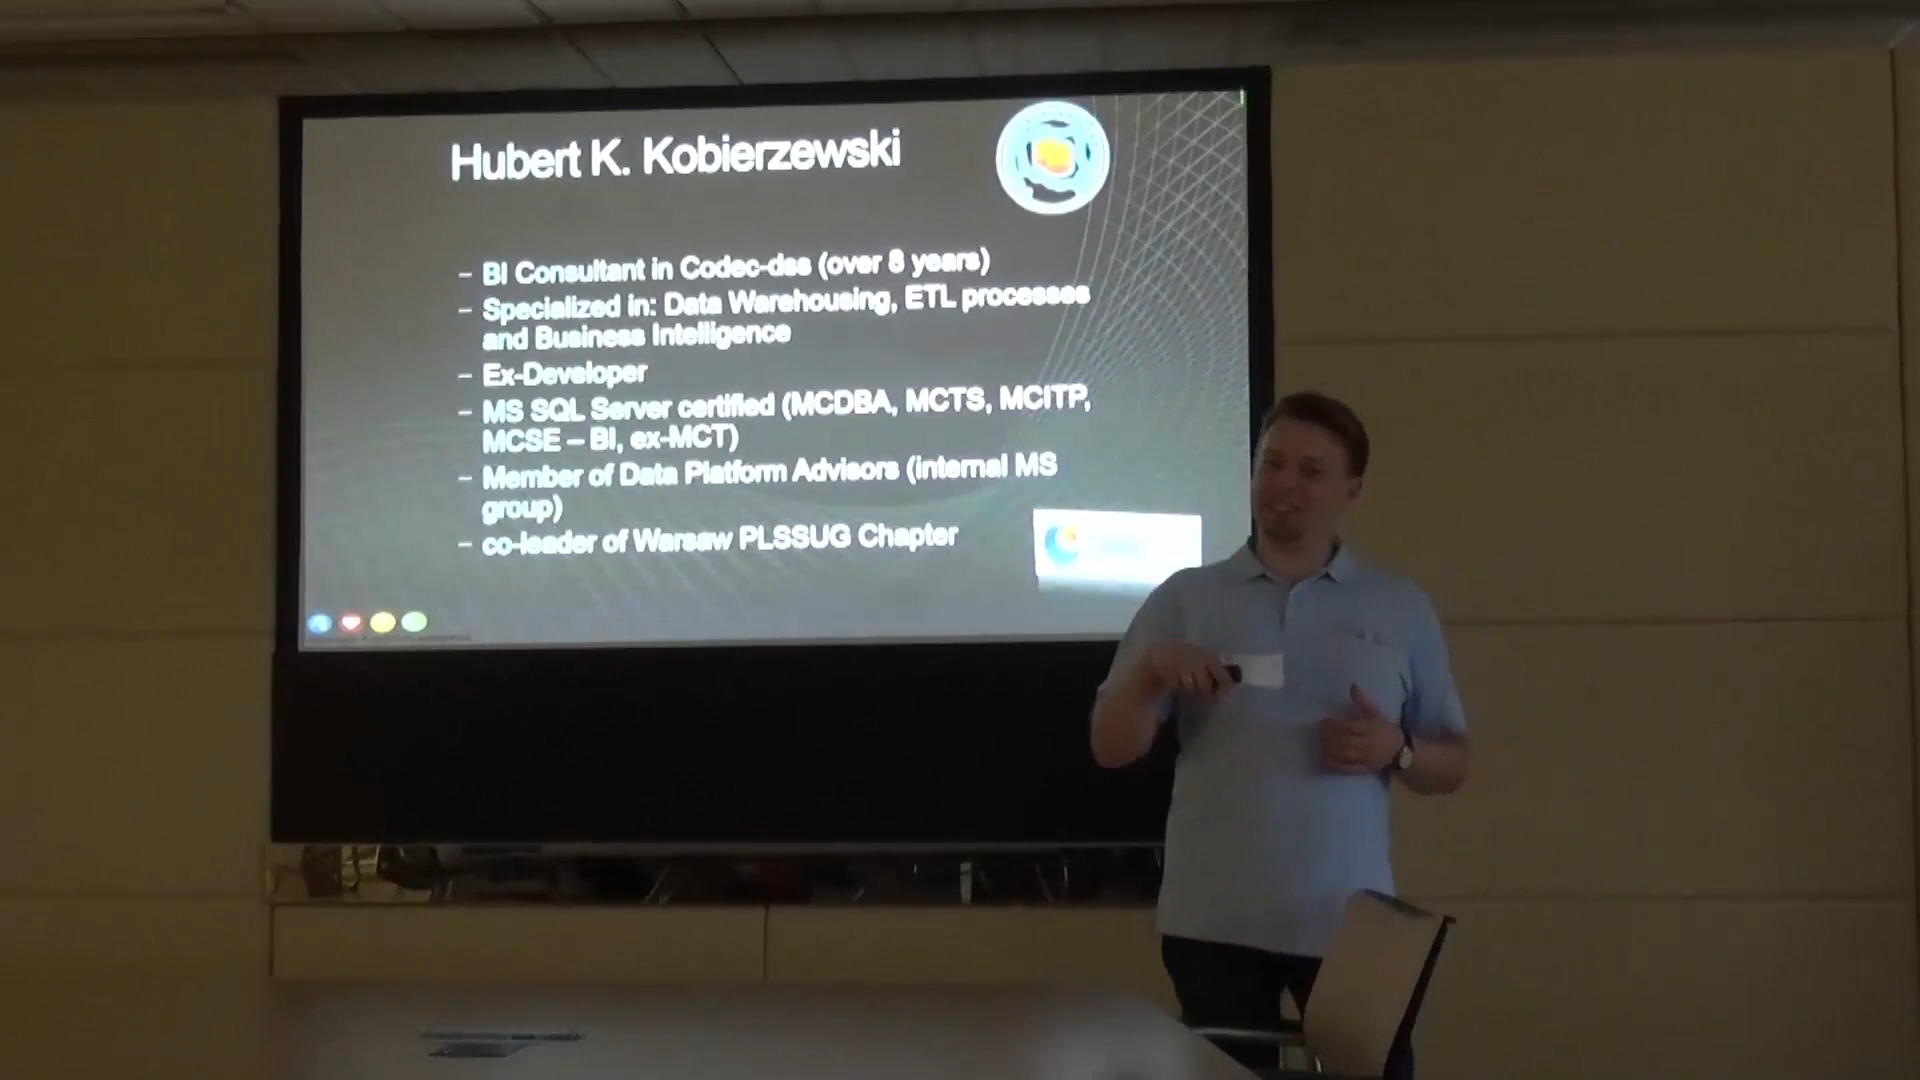 Hubert K. Kobierzewski
– BI Consultant in Codec-dss (over 8 years)
– Specialized in: Data Warehousing, ETL processes
and Business Intelligence
– Ex-Developer
– MS SQL Server certified (MCDBA, MCTS, MCITP,
MCSE – BI, ex-MCT)
– Member of Data Platform Advisors (internal MS
group)
– co-leader of Warsaw PLSSUG Chapter